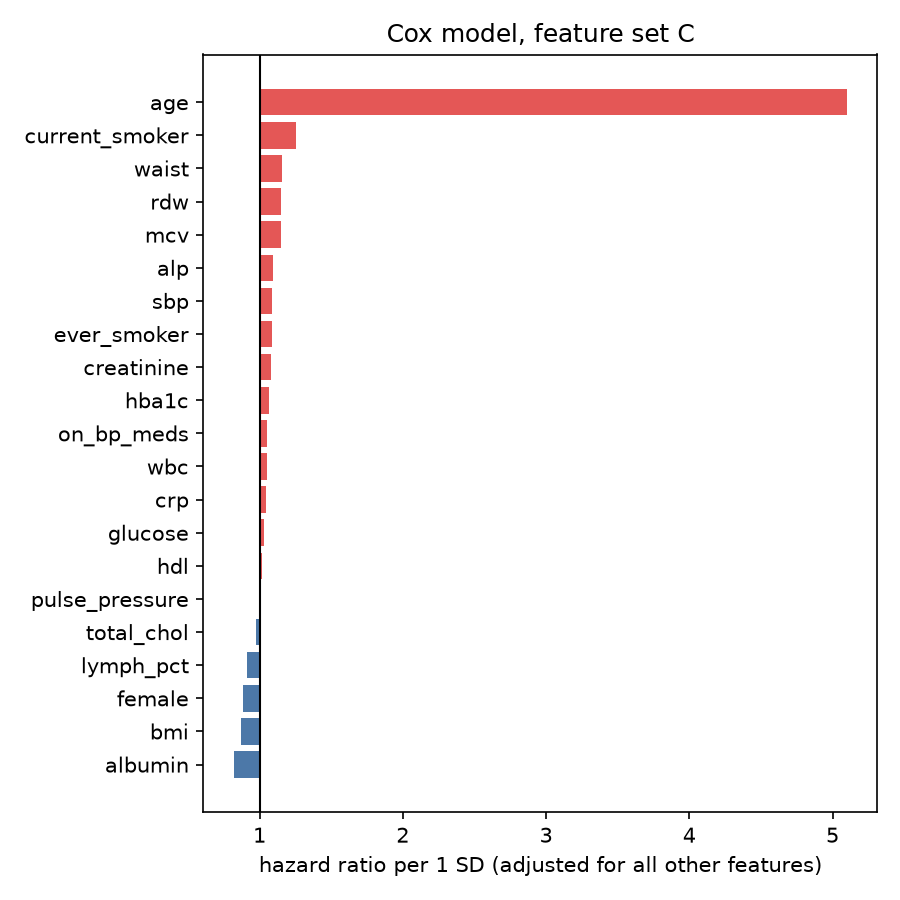 Cox model, feature set C
age
current_smoker
waist
rdw
mcv
alp
sbp
ever_smoker
creatinine
hba1c
on_bp_meds
wbc
crp
glucose
hdl
pulse_pressure
total_chol
lymph_pct
female
bmi
albumin
1 2 3 4 5
hazard ratio per 1 SD (adjusted for all other features)